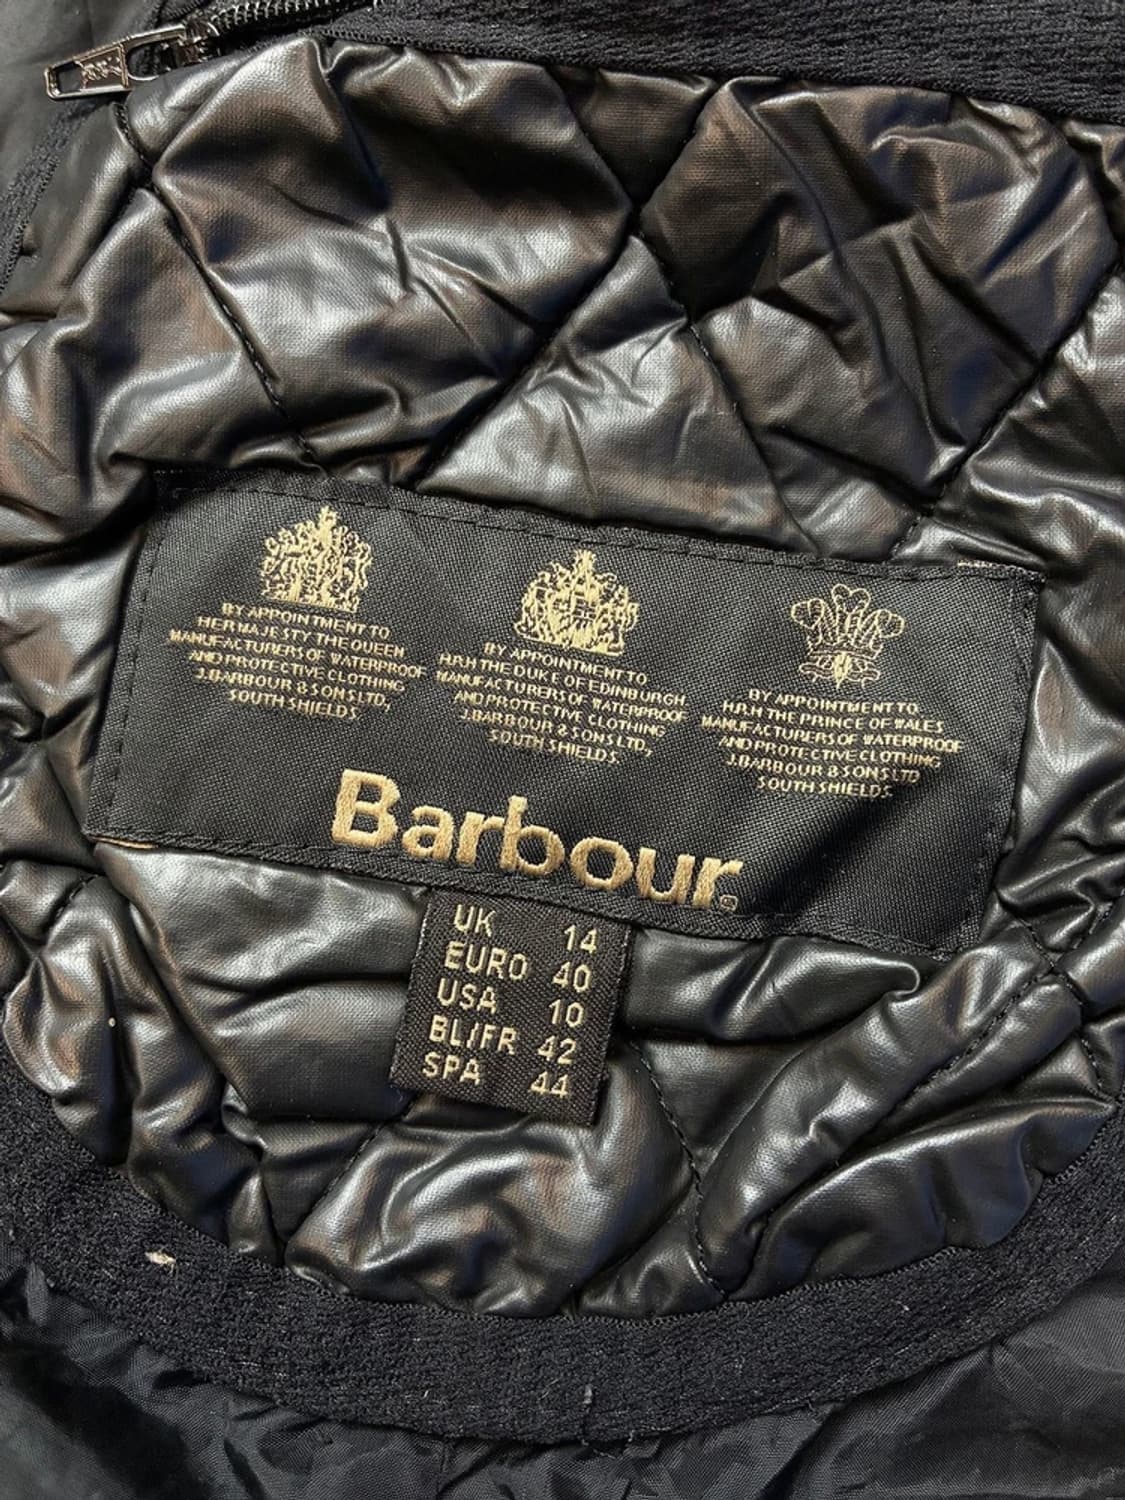 BY APPOINTMENT TO
HER MAJESTY THE QUEEN
MANUFACTURERS OF WATERPROOF
AND PROTECTIVE CLOTHING
J.BARBOUR & SONS LTD,
SOUTH SHIELDS
BY APPOINTMENT TO
H.R.H THE DUKE OF EDINBURGH
MANUFACTURERS OF WATERPROOF
AND PROTECTIVE CLOTHING
J.BARBOUR & SONS LTD,
SOUTH SHIELDS
BY APPOINTMENT TO
H.R.H THE PRINCE OF WALES
MANUFACTURERS OF WATERPROOF
AND PROTECTIVE CLOTHING
J.BARBOUR & SONS LTD
SOUTH SHIELDS
Barbour®
UK 14
EURO 40
USA 10
BL/FR 42
SPA 44